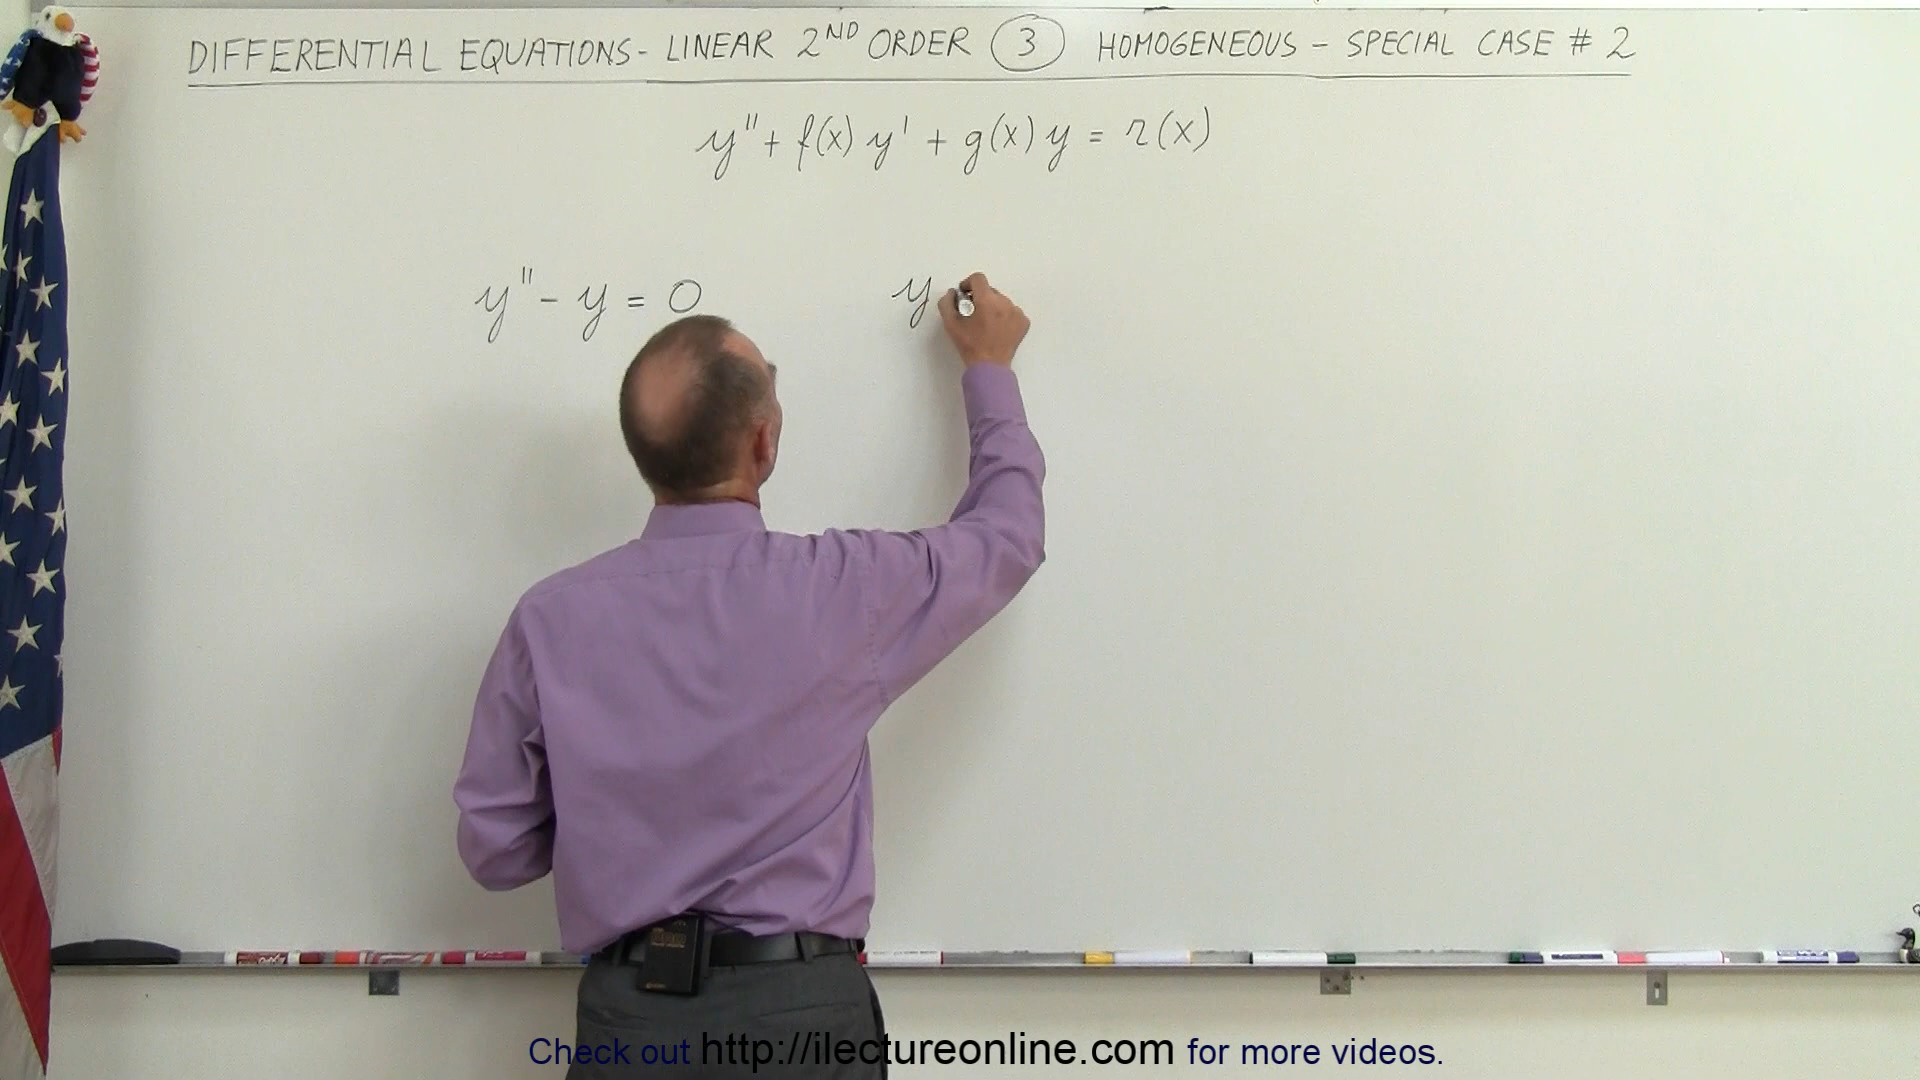 DIFFERENTIAL EQUATIONS - LINEAR 2ND ORDER 3 HOMOGENEOUS - SPECIAL CASE # 2
y'' + f(x) y' + g(x) y = r(x)
y'' - y = 0 y
Check out http://ilectureonline.com for more videos.